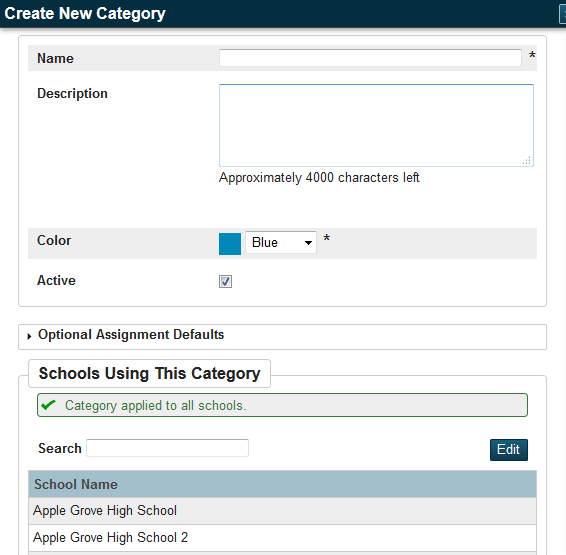 Create New Category
Name *
Description
Approximately 4000 characters left
Color Blue *
Active
Optional Assignment Defaults
Schools Using This Category
Category applied to all schools.
Search Edit
School Name
Apple Grove High School
Apple Grove High School 2